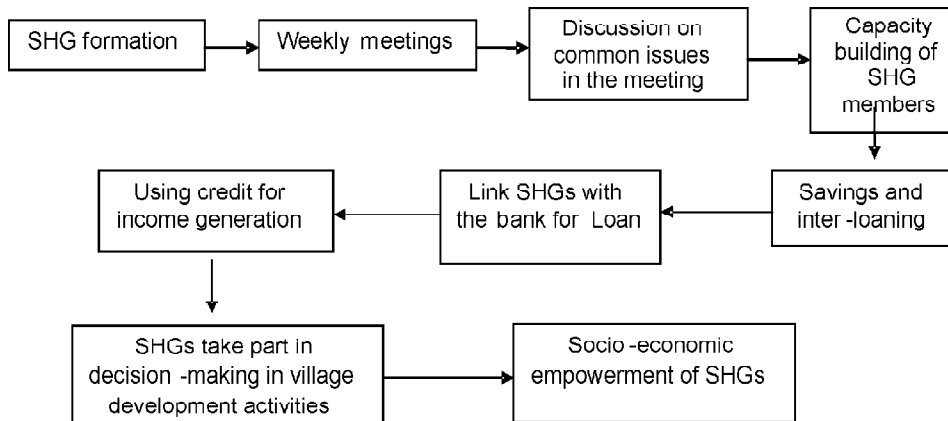 SHG formation
Weekly meetings
Discussion on
common issues
in the meeting
Capacity
building of
SHG
members
Savings and
inter -loaning
Link SHGs with
the bank for Loan
Using credit for
income generation
SHGs take part in
decision -making in village
development activities
Socio -economic
empowerment of SHGs